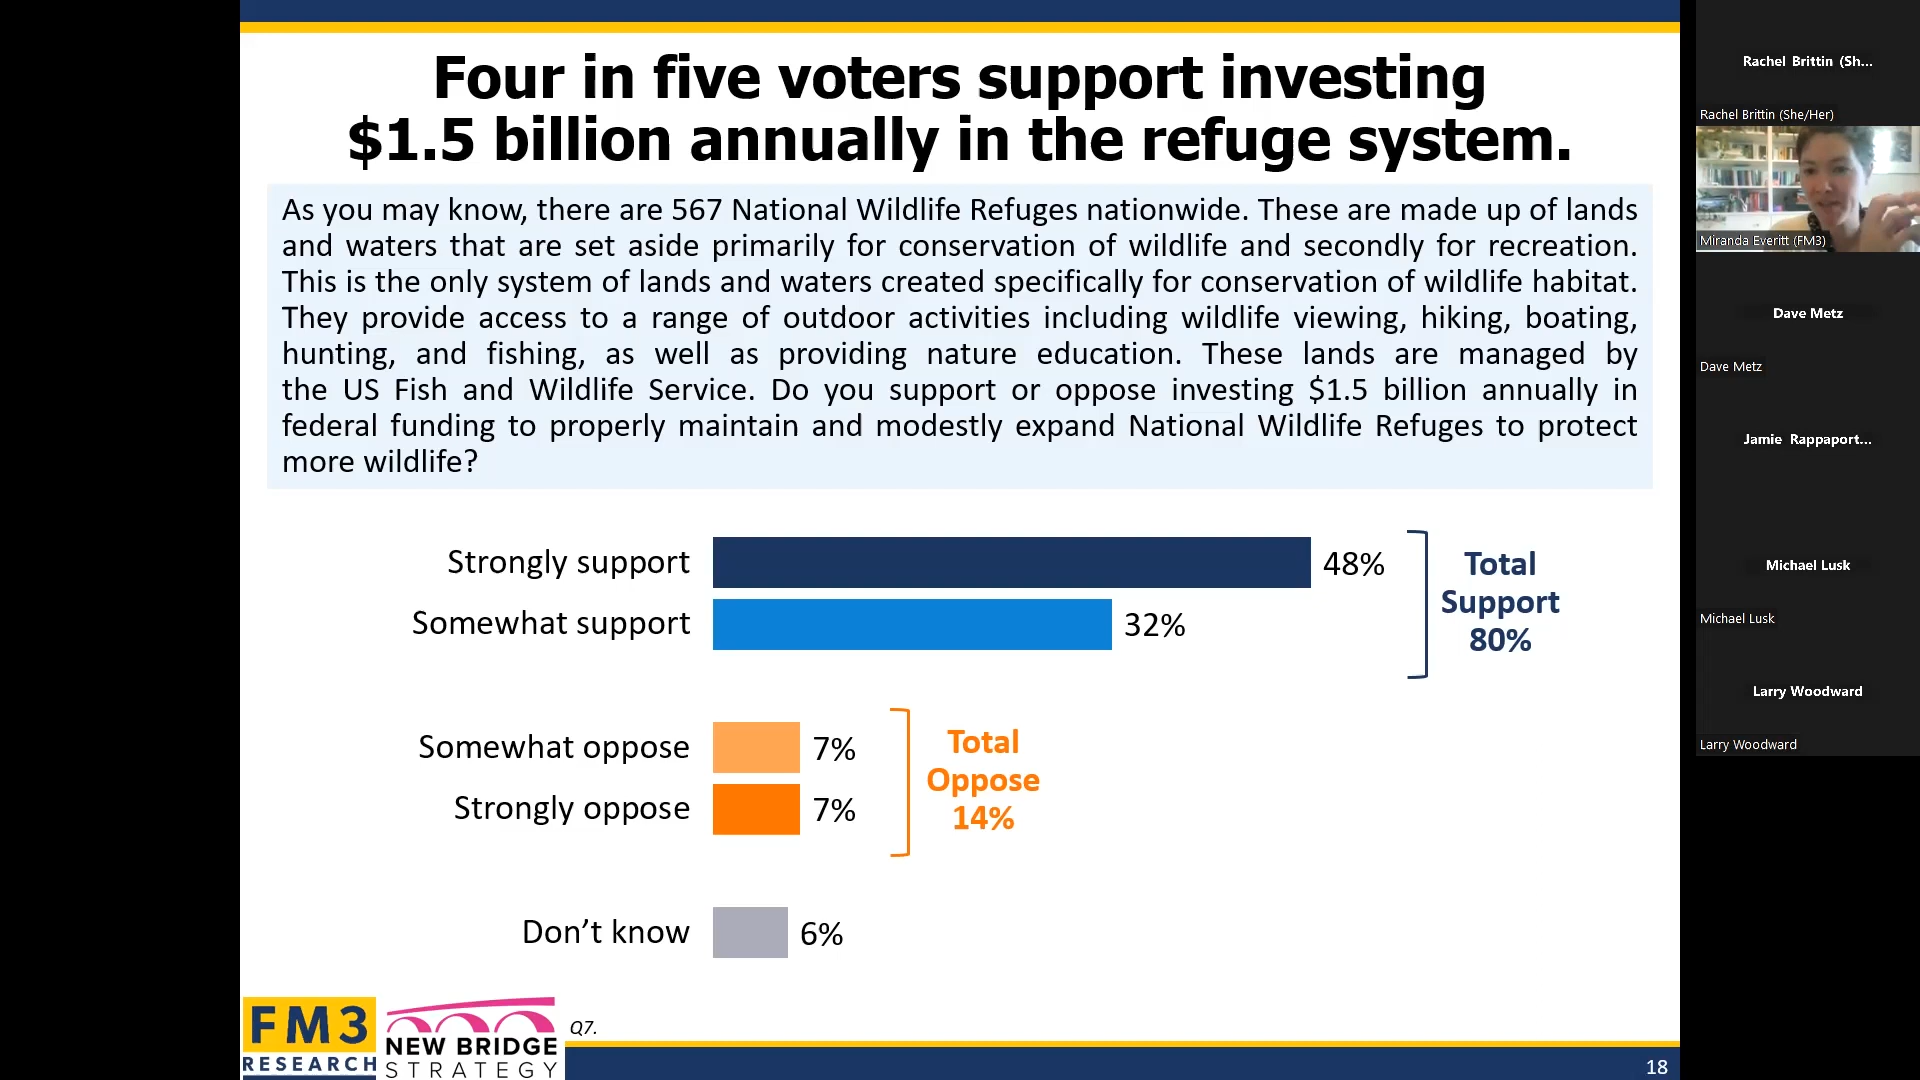 Four in five voters support investing
$1.5 billion annually in the refuge system.
As you may know, there are 567 National Wildlife Refuges nationwide. These are made up of lands
and waters that are set aside primarily for conservation of wildlife and secondly for recreation.
This is the only system of lands and waters created specifically for conservation of wildlife habitat.
They provide access to a range of outdoor activities including wildlife viewing, hiking, boating,
hunting, and fishing, as well as providing nature education. These lands are managed by
the US Fish and Wildlife Service. Do you support or oppose investing $1.5 billion annually in
federal funding to properly maintain and modestly expand National Wildlife Refuges to protect
more wildlife?
Strongly support
48%
Somewhat support
32%
Total
Support
80%
Somewhat oppose
7%
Strongly oppose
7%
Total
Oppose
14%
Don’t know
6%
FM3
RESEARCH
NEW BRIDGE
STRATEGY
Q7.
18
Rachel Brittin (Sh...
Rachel Brittin (She/Her)
Miranda Everitt (FM3)
Dave Metz
Dave Metz
Jamie Rappaport...
Michael Lusk
Michael Lusk
Larry Woodward
Larry Woodward